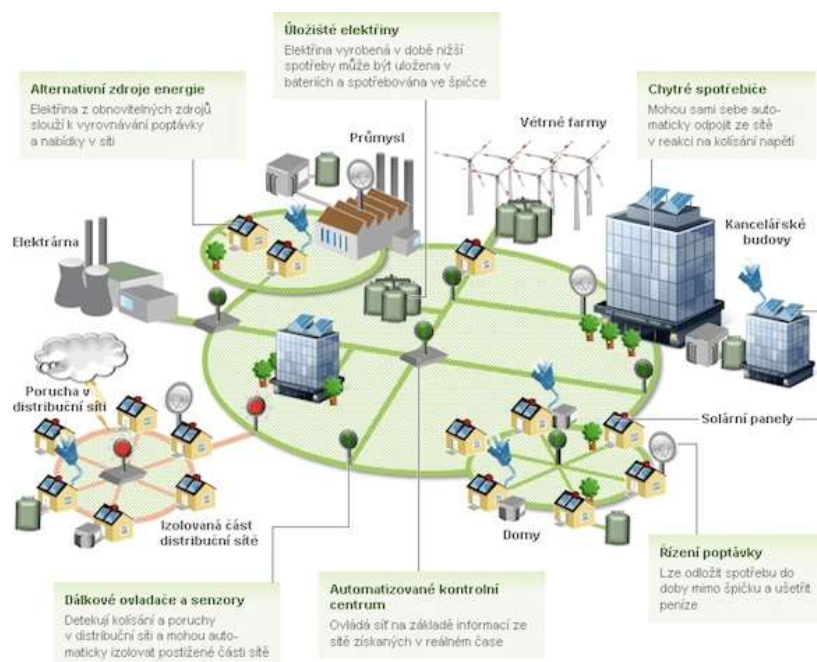 Úložiště elektřiny
Elektřina vyrobená v době nižší
spotřeby může být uložena v
bateriích a spotřebována ve špičce
Alternativní zdroje energie
Elektřina z obnovitelných zdrojů
slouží k vyrovnávání poptávky
a nabídky v síti
Průmysl
Větrné farmy
Chytré spotřebiče
Mohou sami sebe auto-
maticky odpojit ze sítě
v reakci na kolísání napětí
Elektrárna
Kancelářské
budovy
Porucha v
distribuční síti
Solární panely
Izolovaná část
distribuční sítě
Domy
Řízení poptávky
Lze odložit spotřebu do
doby mimo špičku a ušetřit
peníze
Dálkové ovladače a senzory
Detekují kolísání a poruchy
v distribuční síti a mohou auto-
maticky izolovat postižené části sítě
Automatizované kontrolní
centrum
Ovládá síť na základě informací ze
sítě získaných v reálném čase